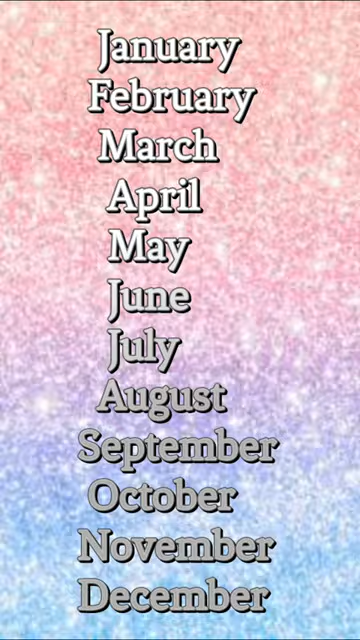 January
February
March
April
May
June
July
August
September
October
November
December